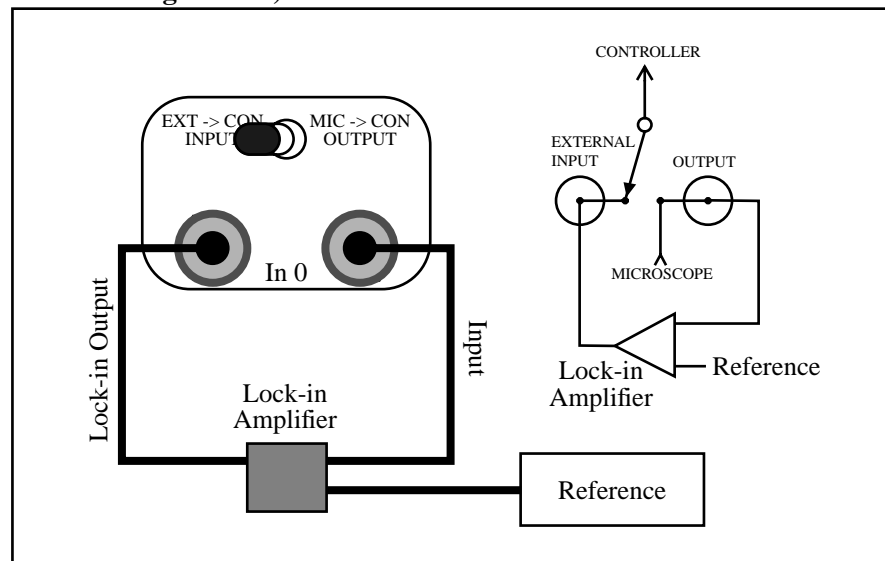 CONTROLLER
EXT -> CON
INPUT
MIC -> CON
OUTPUT
EXTERNAL
INPUT
OUTPUT
In 0
MICROSCOPE
Lock-in Output
Input
Lock-in
Amplifier
Reference
Lock-in
Amplifier
Reference